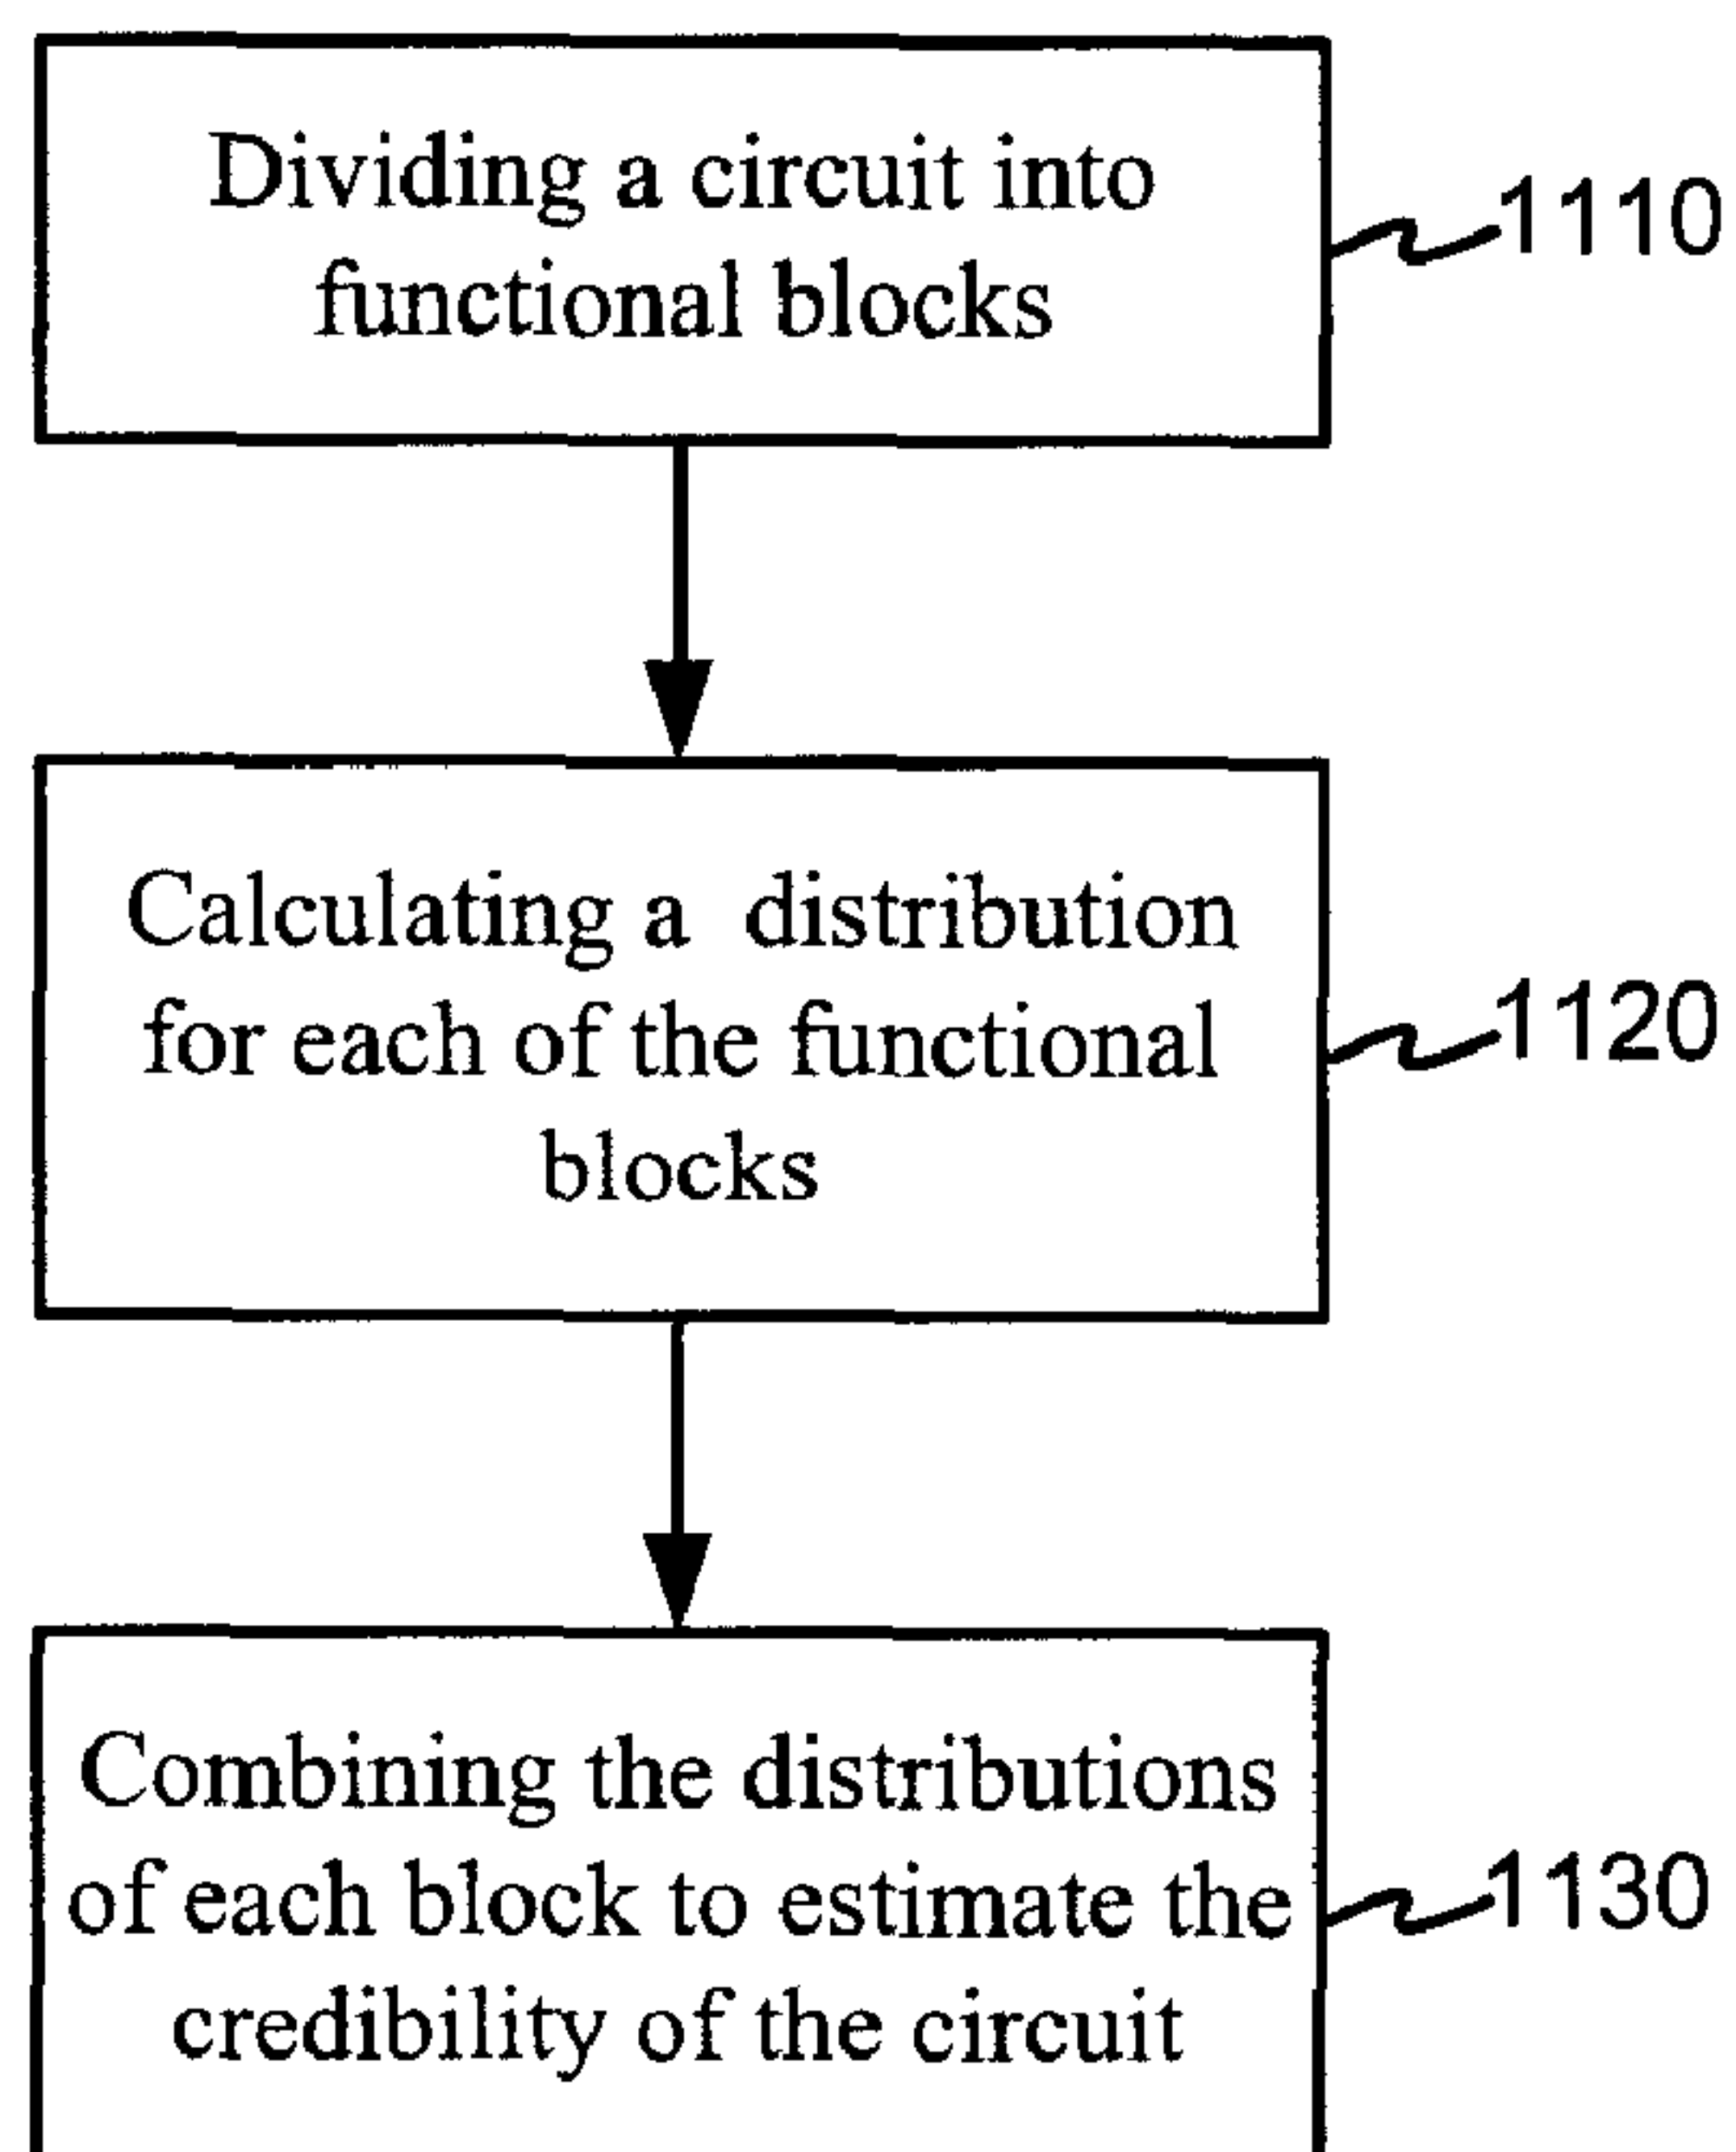 Dividing a circuit into
functional blocks
1110
Calculating a distribution
for each of the functional
blocks
1120
Combining the distributions
of each block to estimate the
credibility of the circuit
1130